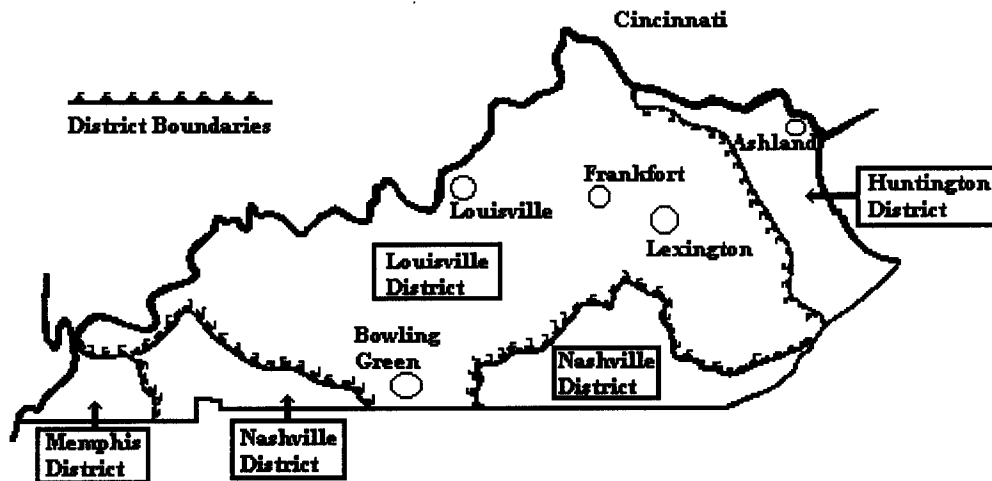 Cincinnati
District Boundaries
Ashland
Frankfort
Louisville
Lexington
Huntington
District
Louisville
District
Bowling
Green
Nashville
District
Memphis
District
Nashville
District